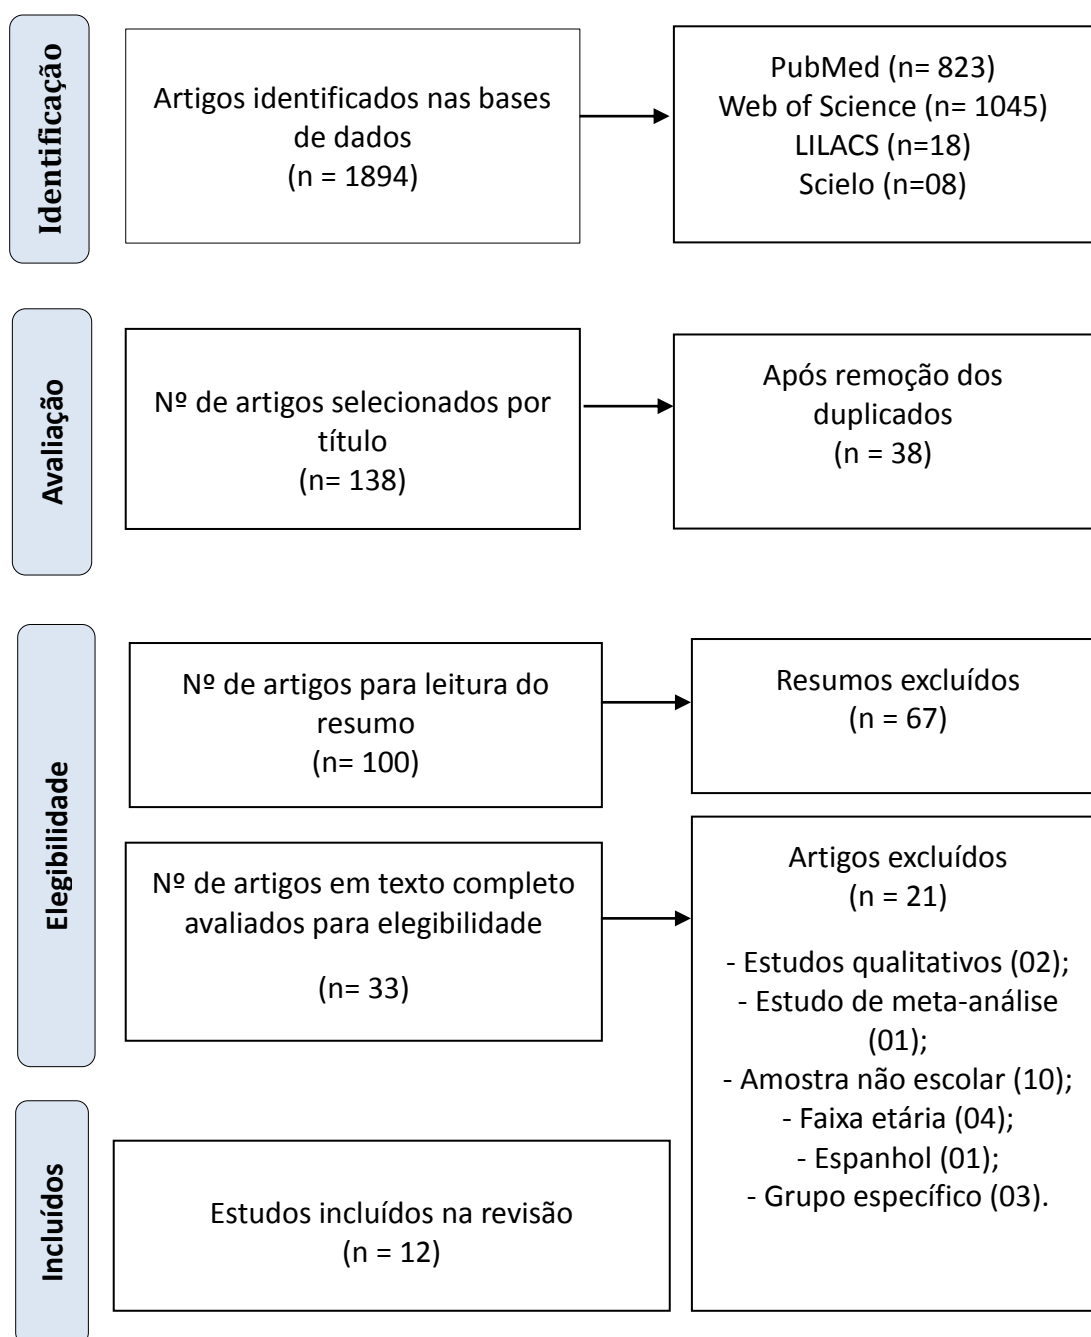 Identificação
Artigos identificados nas bases
de dados
(n = 1894)
PubMed (n= 823)
Web of Science (n= 1045)
LILACS (n=18)
Scielo (n=08)
Avaliação
Nº de artigos selecionados por
título
(n= 138)
Após remoção dos
duplicados
(n = 38)
Elegibilidade
Nº de artigos para leitura do
resumo
(n= 100)
Resumos excluídos
(n = 67)
Nº de artigos em texto completo
avaliados para elegibilidade
(n= 33)
Artigos excluídos
(n = 21)
- Estudos qualitativos (02);
- Estudo de meta-análise
(01);
- Amostra não escolar (10);
- Faixa etária (04);
- Espanhol (01);
- Grupo específico (03).
Incluídos
Estudos incluídos na revisão
(n = 12)